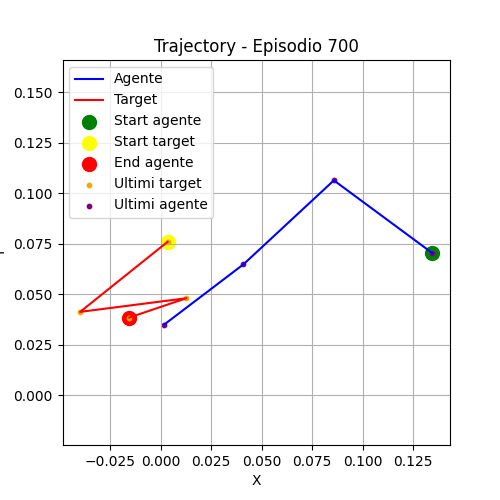 Trajectory - Episodio 700
Agente
Target
Start agente
Start target
End agente
Ultimi target
Ultimi agente
0.150
0.125
0.100
0.075
0.050
0.025
0.000
−0.025 0.000 0.025 0.050 0.075 0.100 0.125
X